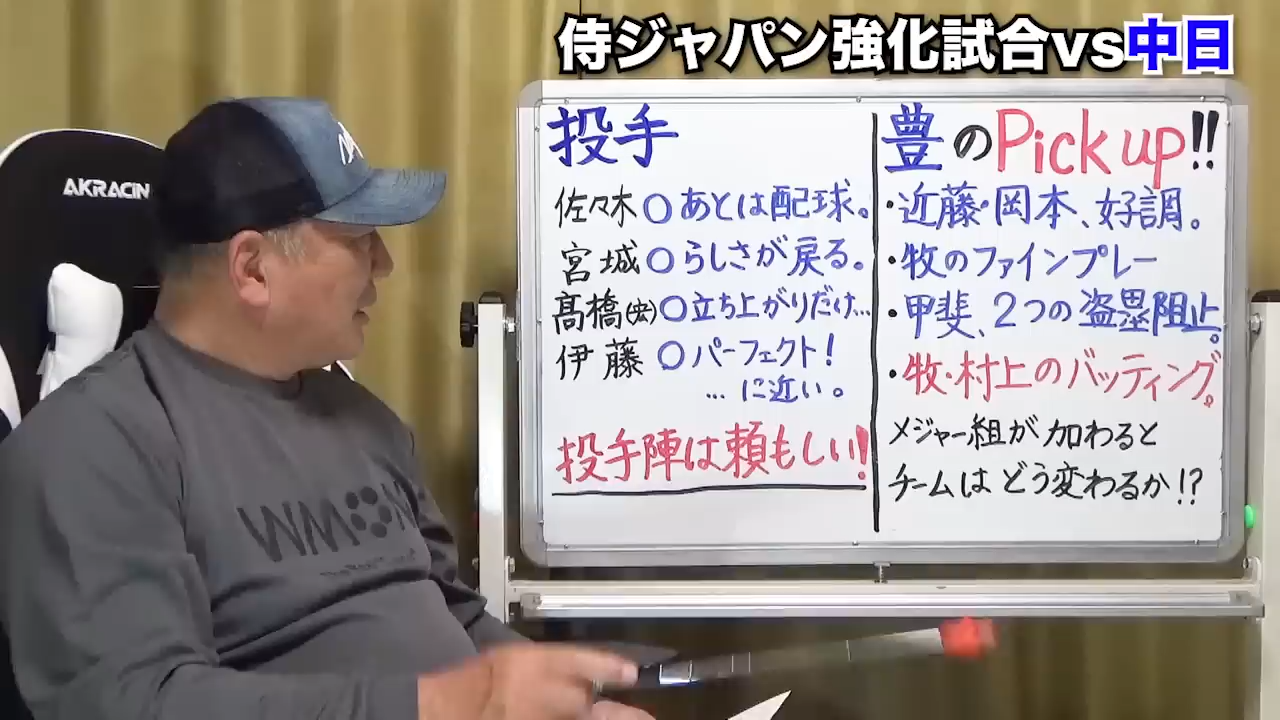 侍ジャパン強化試合vs中日
AKRACIN
投手
佐々木 〇 あとは配球。
宮城 〇 らしさが戻る。
髙橋(宏) 〇 立ち上がりだけ…
伊藤 〇 パーフェクト!
…に近い。
投手陣は頼もしい!
豊のPick up!!
・近藤・岡本、好調。
・牧のファインプレー
・甲斐、2つの盗塁阻止。
・牧・村上のバッティング。
メジャー組が加わると
チームはどう変わるか!?